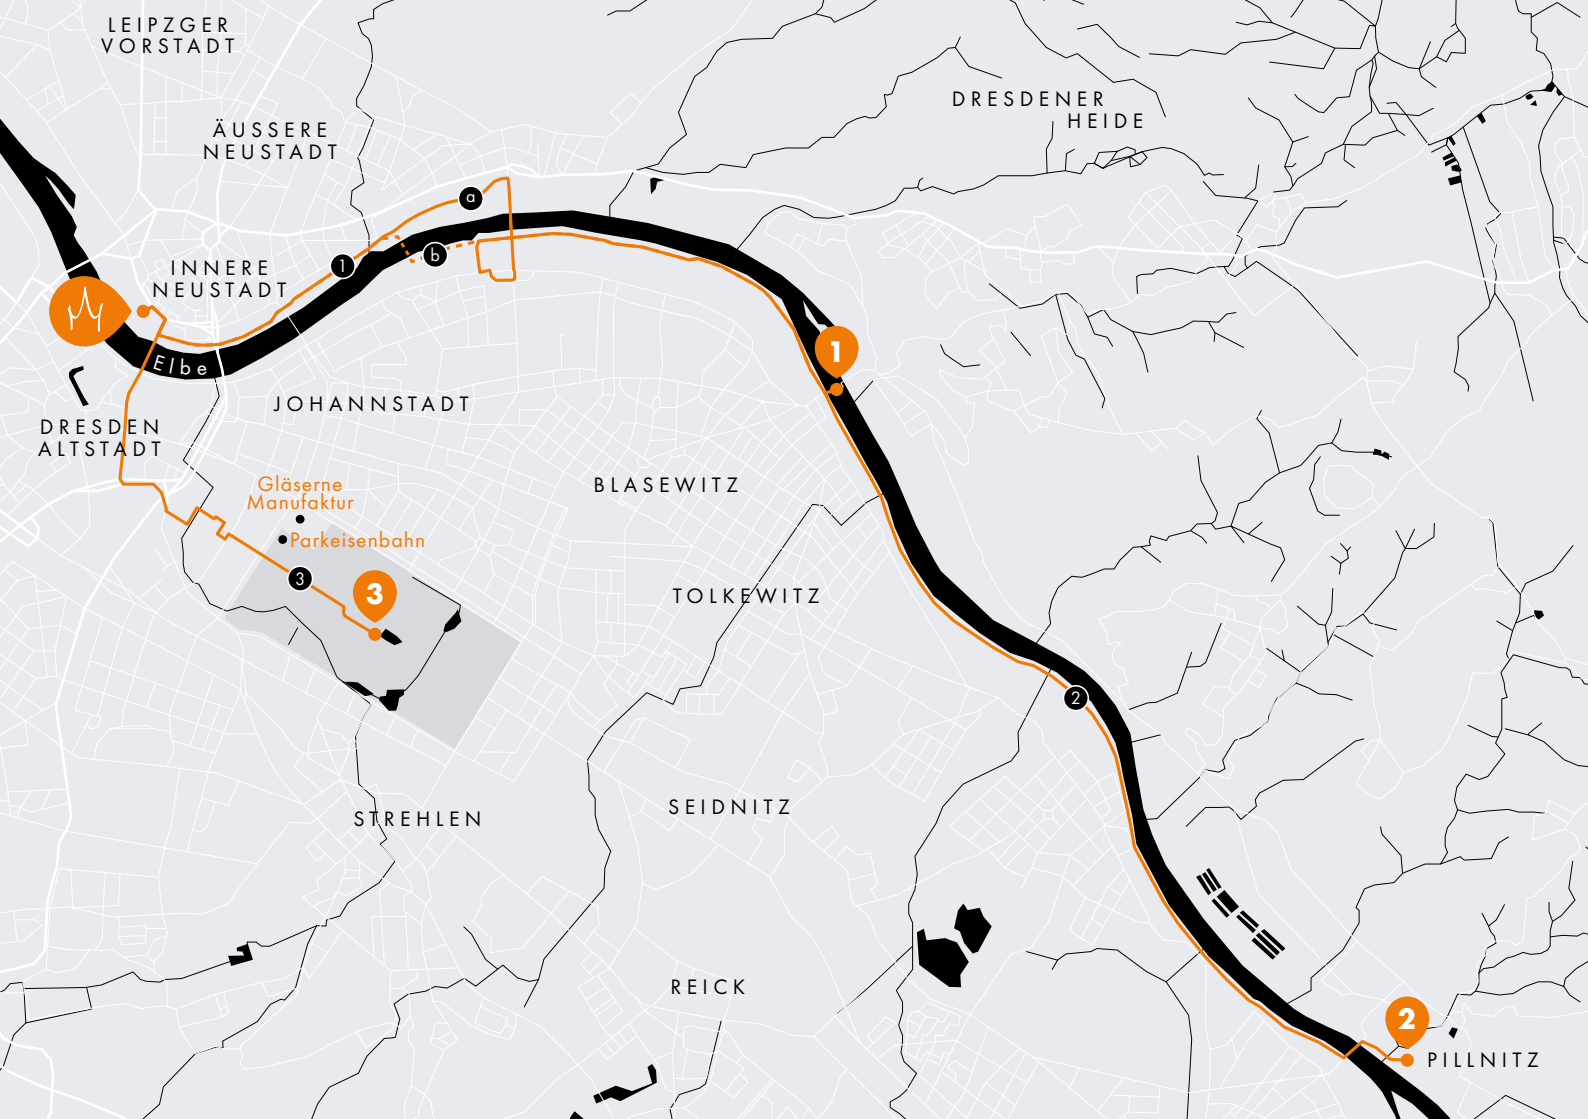 LEIPZGER
VORSTADT
ÄUSSERE
NEUSTADT
DRESDENER
HEIDE
a
b
1
INNERE
NEUSTADT
1
Elbe
JOHANNSTADT
DRESDEN
ALTSTADT
Gläserne
Manufaktur
Parkeisenbahn
BLASEWITZ
3
3
TOLKEWITZ
2
STREHLEN
SEIDNITZ
REICK
2
PILLNITZ